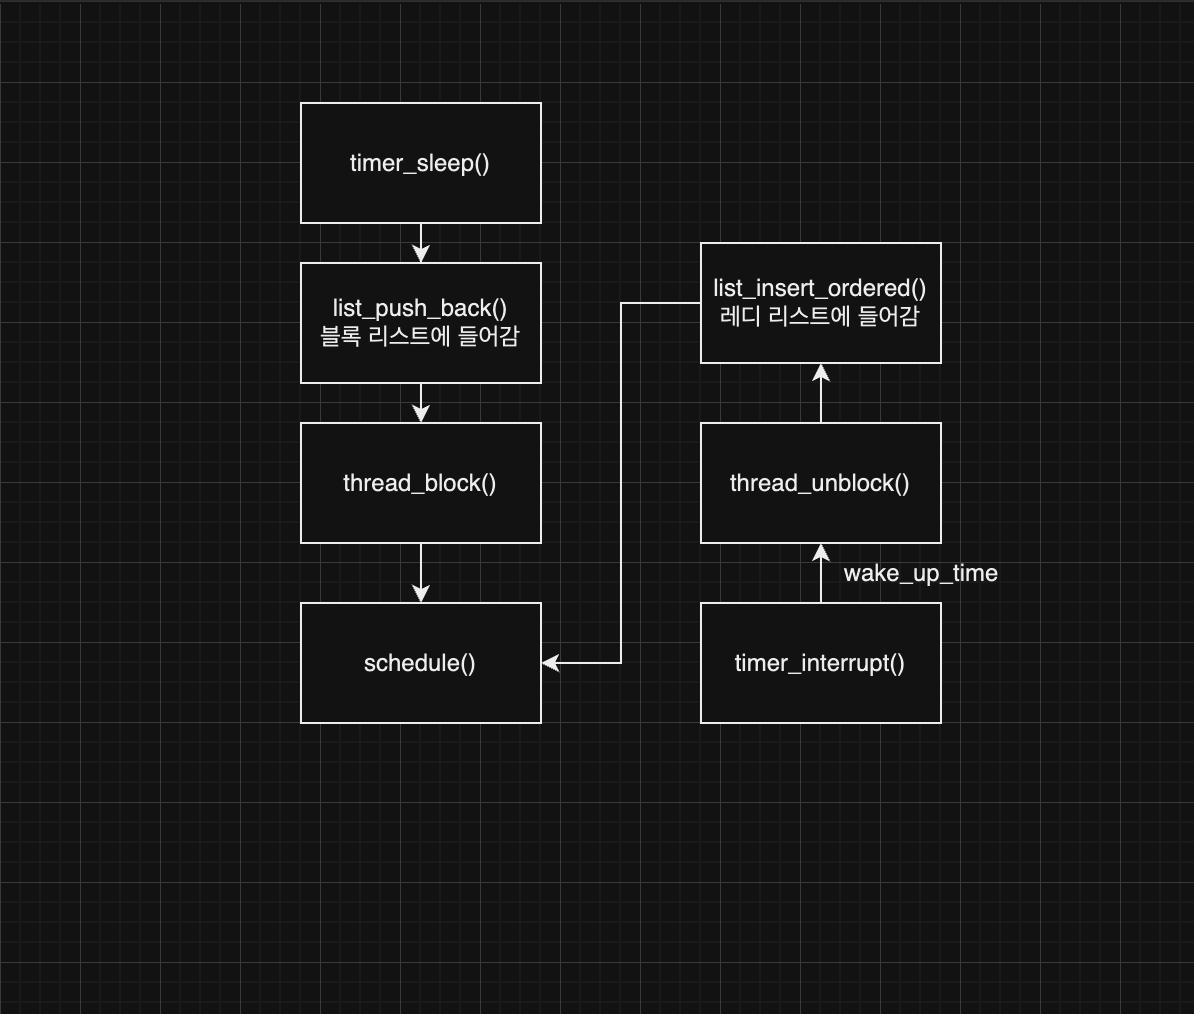 timer_sleep()
list_push_back()
블록 리스트에 들어감
thread_block()
schedule()
list_insert_ordered()
레디 리스트에 들어감
thread_unblock()
wake_up_time
timer_interrupt()